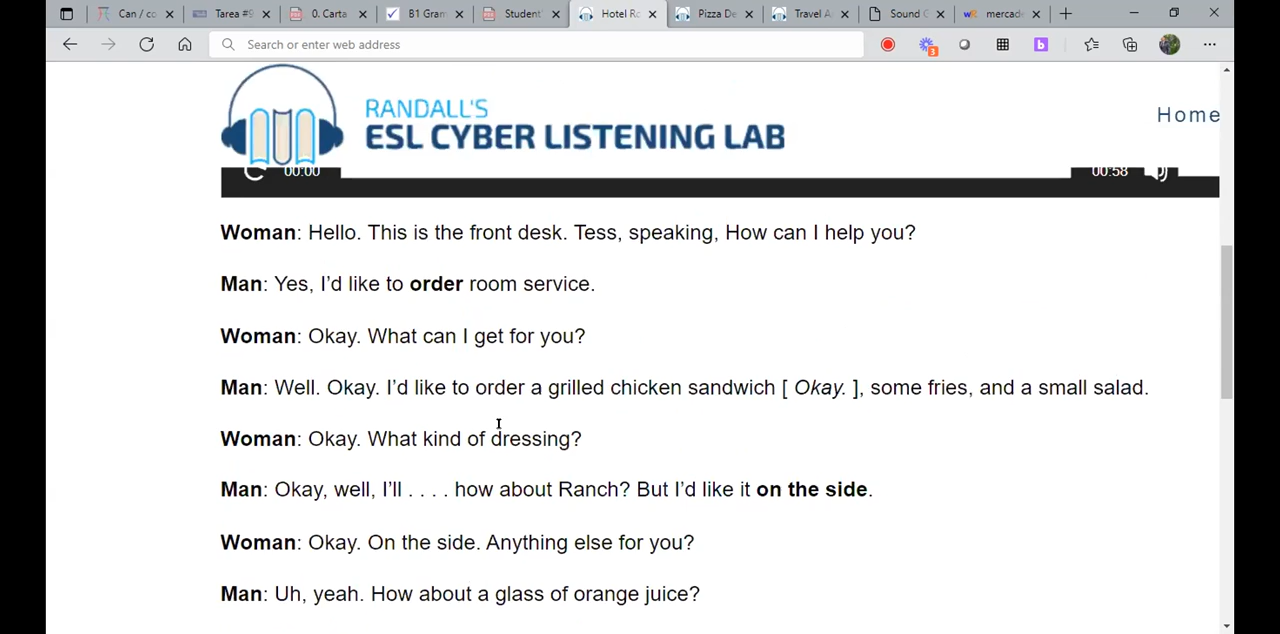 Can / co
Tarea #9
0. Carta
B1 Gran
Student'
Hotel Ro
Pizza De
Travel A
Sound G
mercad
Search or enter web address
3
b
RANDALL'S
ESL CYBER LISTENING LAB
Home
00:00
00:58
Woman: Hello. This is the front desk. Tess, speaking, How can I help you?
Man: Yes, I'd like to order room service.
Woman: Okay. What can I get for you?
Man: Well. Okay. I'd like to order a grilled chicken sandwich [ Okay. ], some fries, and a small salad.
Woman: Okay. What kind of dressing?
Man: Okay, well, I'll . . . . how about Ranch? But I'd like it on the side.
Woman: Okay. On the side. Anything else for you?
Man: Uh, yeah. How about a glass of orange juice?